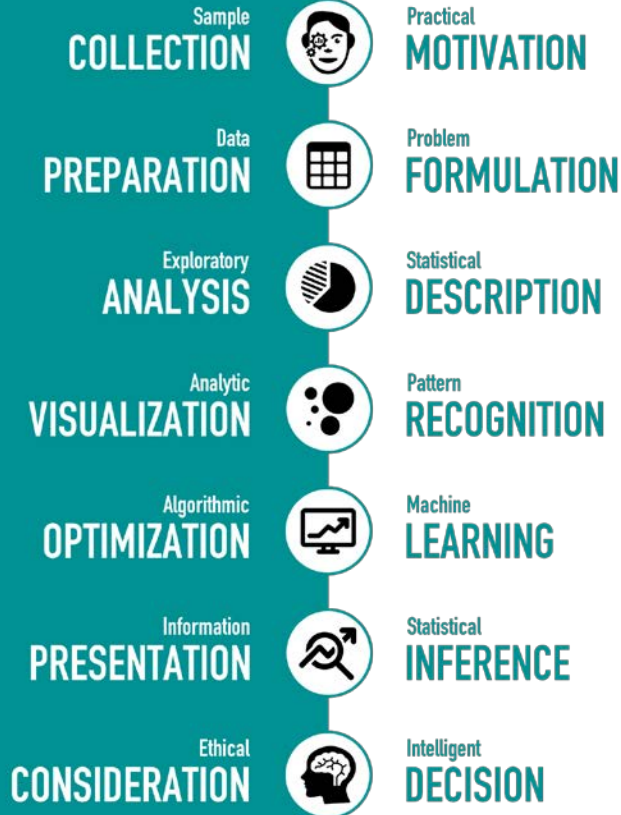 Sample
COLLECTION
Practical
MOTIVATION
Data
PREPARATION
Problem
FORMULATION
Exploratory
ANALYSIS
Statistical
DESCRIPTION
Analytic
VISUALIZATION
Pattern
RECOGNITION
Algorithmic
OPTIMIZATION
Machine
LEARNING
Information
PRESENTATION
Statistical
INFERENCE
Ethical
CONSIDERATION
Intelligent
DECISION